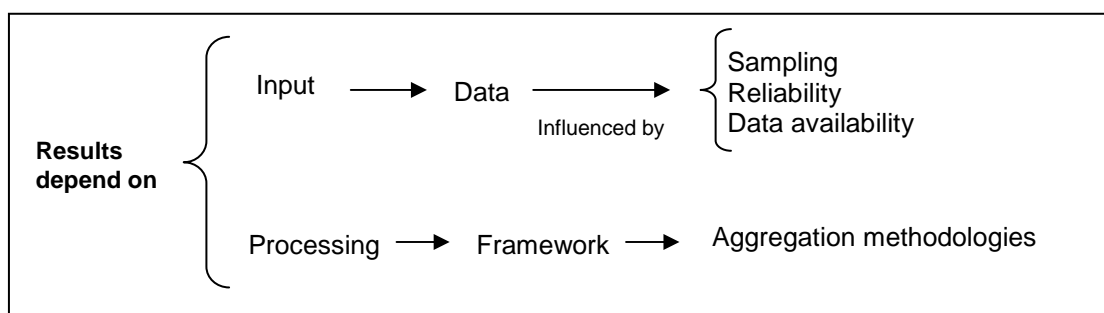 Results
depend on
Input
Data
Influenced by
Sampling
Reliability
Data availability
Processing
Framework
Aggregation methodologies